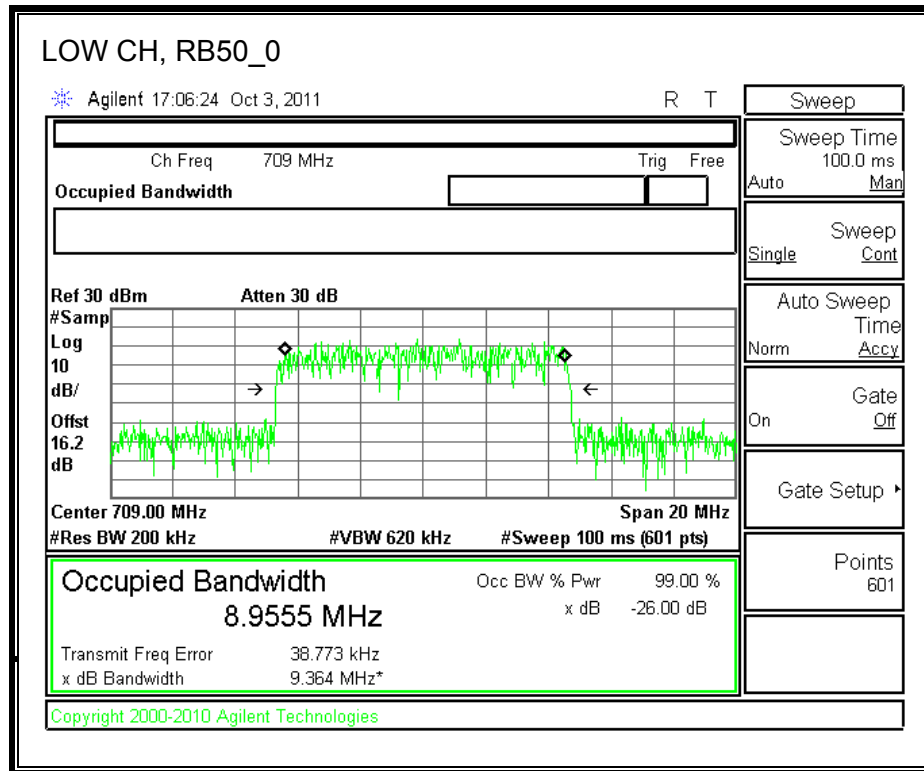 LOW CH, RB50_0
Agilent 17:06:24 Oct 3, 2011 R T
Ch Freq 709 MHz Trig Free
Occupied Bandwidth
Ref 30 dBm Atten 30 dB
#Samp
Log
10
dB/
Offst
16.2
dB
Center 709.00 MHz Span 20 MHz
#Res BW 200 kHz #VBW 620 kHz #Sweep 100 ms (601 pts)
Occupied Bandwidth
8.9555 MHz
Occ BW % Pwr 99.00 %
x dB -26.00 dB
Transmit Freq Error 38.773 kHz
x dB Bandwidth 9.364 MHz*
Copyright 2000-2010 Agilent Technologies
Sweep
Sweep Time
100.0 ms
Auto Man
Sweep
Single Cont
Auto Sweep
Time
Norm Accy
Gate
On Off
Gate Setup
Points
601